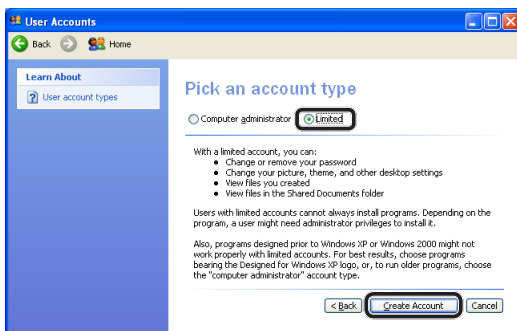 User Accounts
Back Home
Learn About
User account types
Pick an account type
Computer administrator Limited
With a limited account, you can:
• Change or remove your password
• Change your picture, theme, and other desktop settings
• View files you created
• View files in the Shared Documents folder
Users with limited accounts cannot always install programs. Depending on the
program, a user might need administrator privileges to install it.
Also, programs designed prior to Windows XP or Windows 2000 might not
work properly with limited accounts. For best results, choose programs
bearing the Designed for Windows XP logo, or, to run older programs, choose
the "computer administrator" account type.
< Back Create Account Cancel